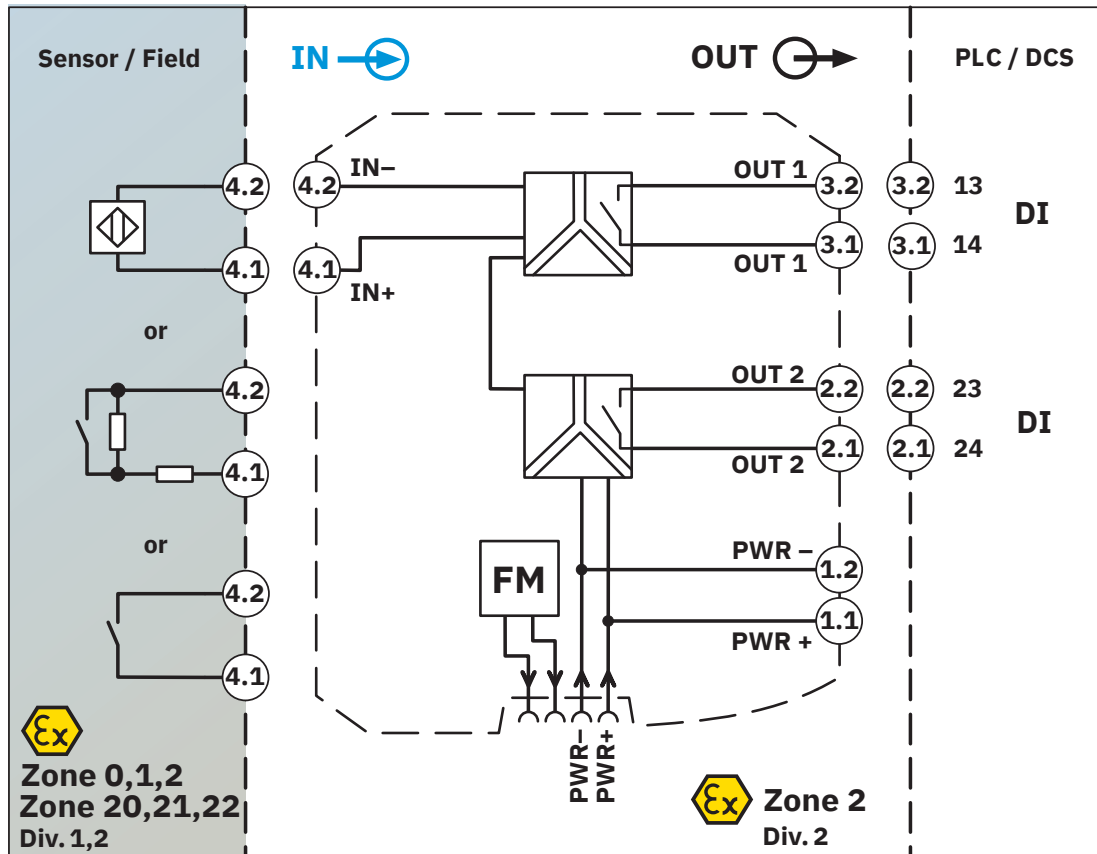 Sensor / Field
IN
OUT
PLC / DCS
4.2
4.1
or
4.2
4.1
or
4.2
4.1
Ex
Zone 0,1,2
Zone 20,21,22
Div. 1,2
4.2
IN–
4.1
IN+
OUT 1
3.2
3.2
13
OUT 1
3.1
3.1
14
DI
OUT 2
2.2
2.2
23
OUT 2
2.1
2.1
24
DI
FM
PWR –
1.2
1.1
PWR +
PWR–
PWR+
Ex
Zone 2
Div. 2